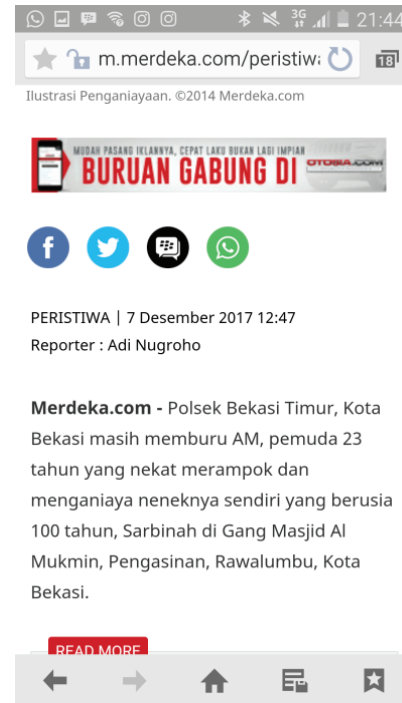 3G
21:44
m.merdeka.com/peristiwa
18
Ilustrasi Penganiayaan. ©2014 Merdeka.com
MUDAH PASANG IKLANNYA, CEPAT LAKU BUKAN LAGI IMPIAN
BURUAN GABUNG DI
OTOSIA.COM
PERISTIWA | 7 Desember 2017 12:47
Reporter : Adi Nugroho
Merdeka.com - Polsek Bekasi Timur, Kota
Bekasi masih memburu AM, pemuda 23
tahun yang nekat merampok dan
menganiaya neneknya sendiri yang berusia
100 tahun, Sarbinah di Gang Masjid Al
Mukmin, Pengasinan, Rawalumbu, Kota
Bekasi.
READ MORE